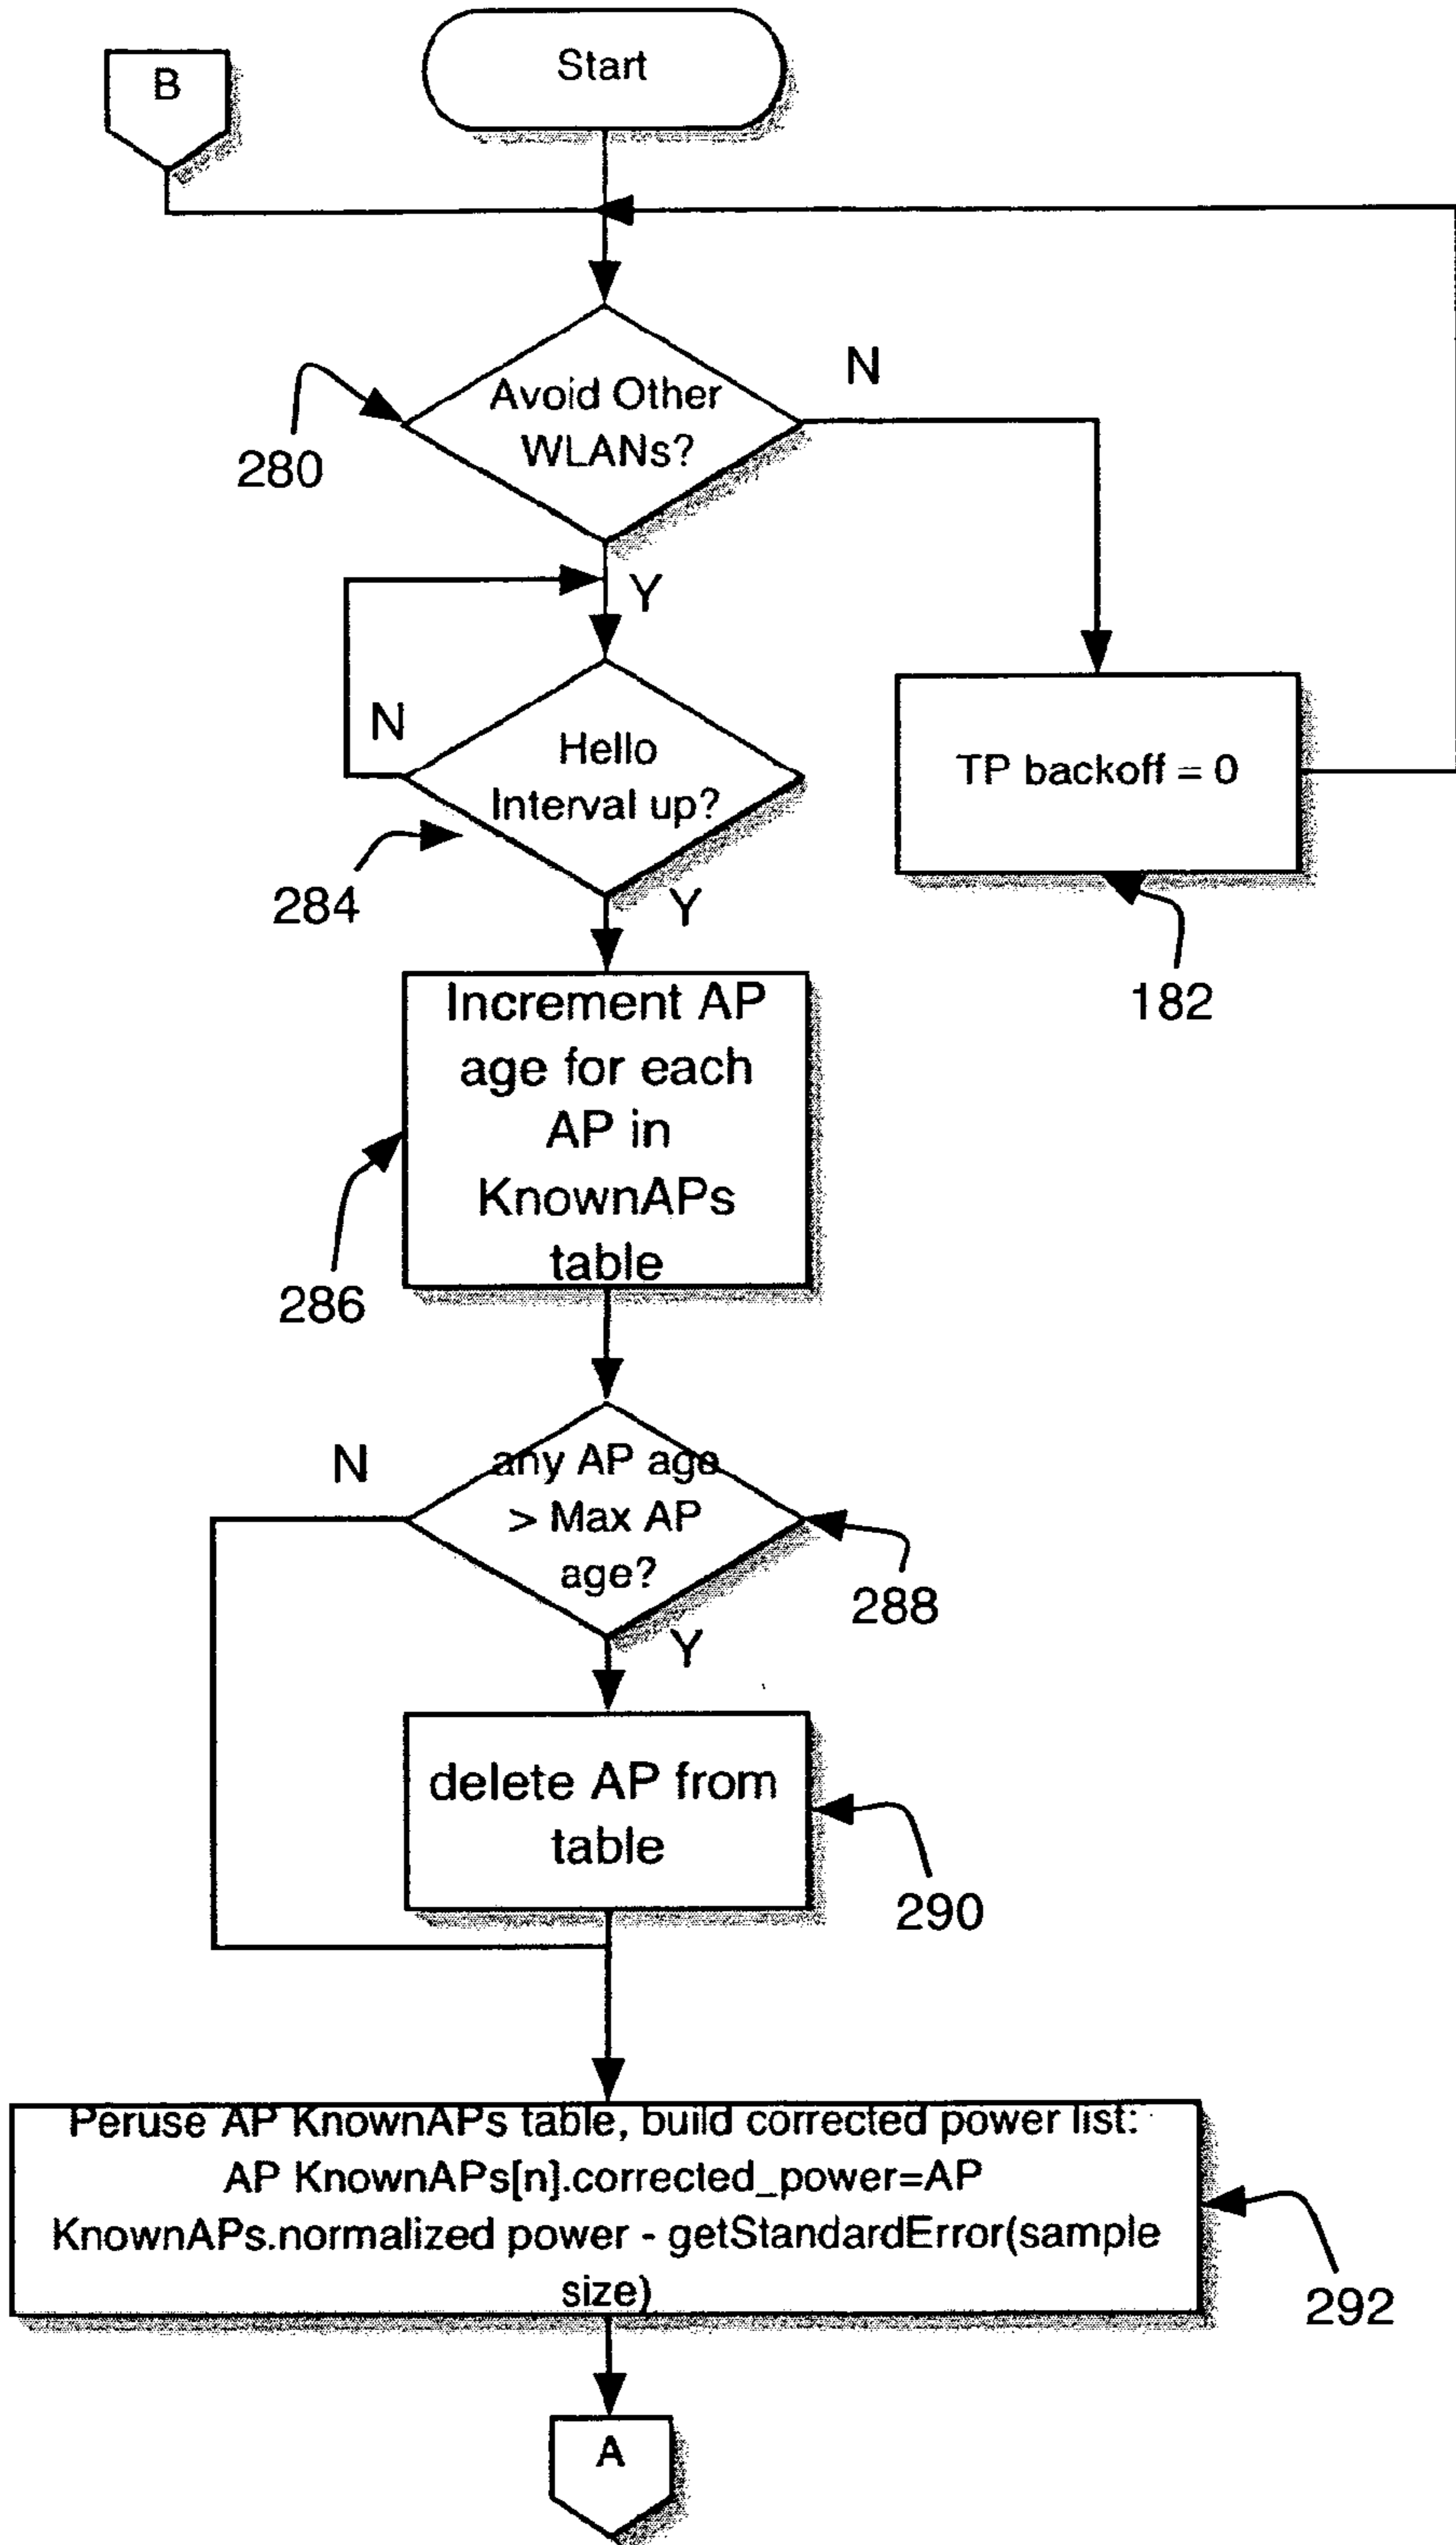 B
Start
Avoid Other
WLANs?
N
280
Y
Hello
Interval up?
N
284
Y
TP backoff = 0
182
Increment AP
age for each
AP in
KnownAPs
table
286
any AP age
> Max AP
age?
N
288
Y
delete AP from
table
290
Peruse AP KnownAPs table, build corrected power list:
AP KnownAPs[n].corrected_power=AP
KnownAPs.normalized power - getStandardError(sample
size)
292
A